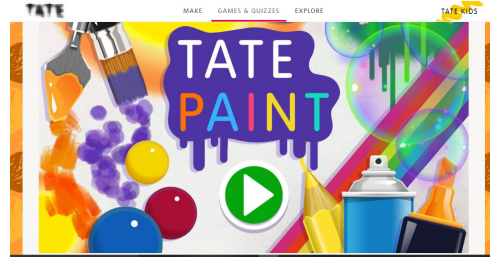 TATE
MAKE GAMES & QUIZZES EXPLORE
TATE KIDS
TATE
PAINT